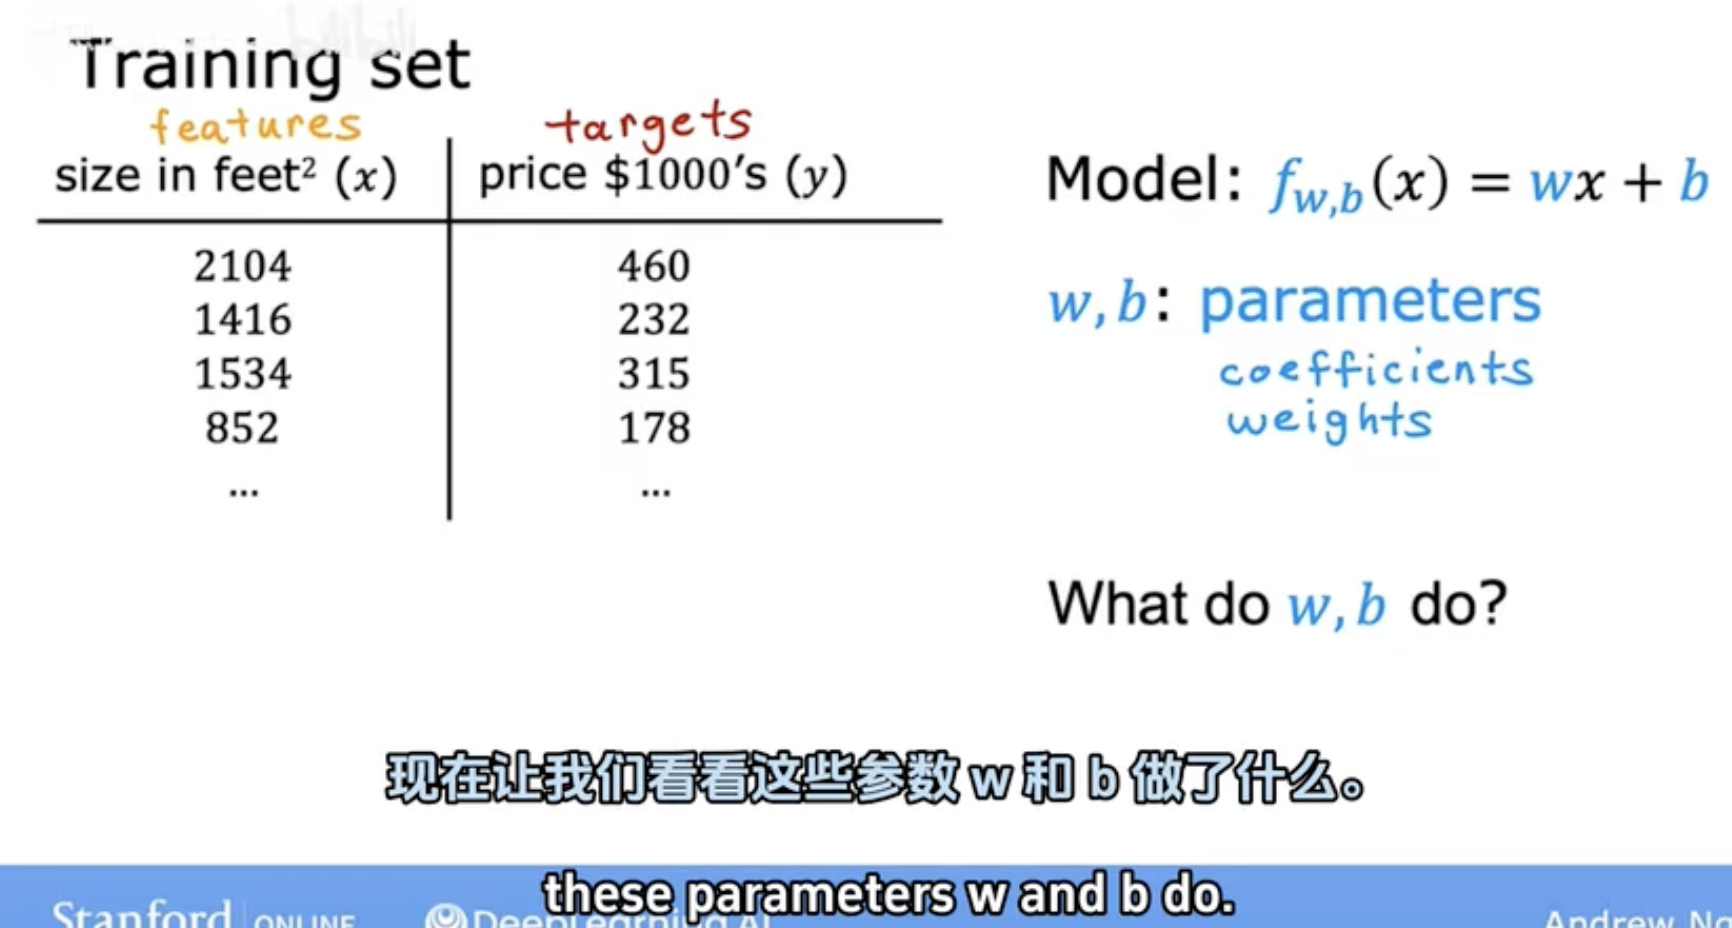 Training set
features
targets
size in feet² (x)
price $1000's (y)
2104
460
1416
232
1534
315
852
178
...
...
Model: f_{w,b}(x) = wx + b
w, b: parameters
coefficients
weights
What do w, b do?
现在让我们看看这些参数 w 和 b 做了什么。
these parameters w and b do.
Stanford ONLINE
DeepLearning.AI
Andrew Ng